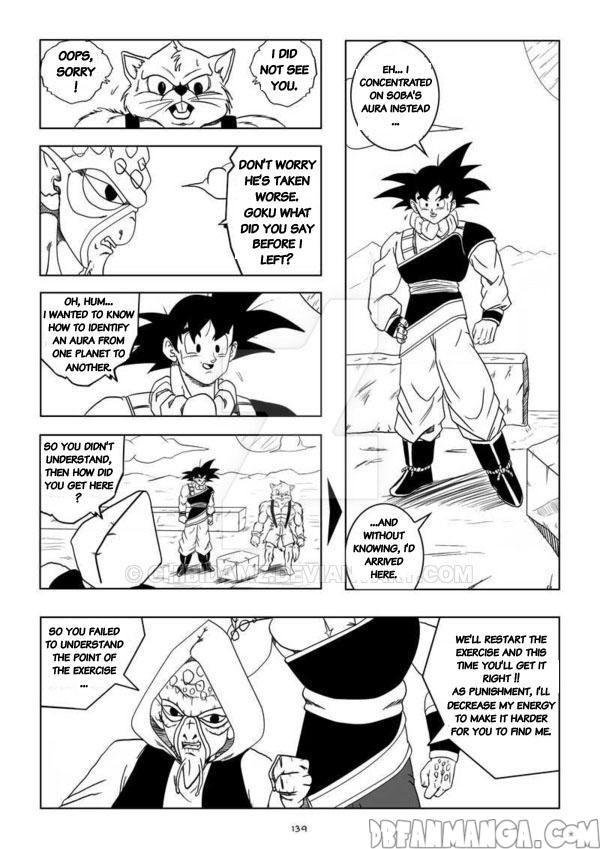 OOPS,
SORRY
!
I DID
NOT SEE
YOU.
DON'T WORRY
HE'S TAKEN
WORSE.
GOKU WHAT
DID YOU SAY
BEFORE I
LEFT?
OH, HUM...
I WANTED TO KNOW
HOW TO IDENTIFY
AN AURA FROM
ONE PLANET TO
ANOTHER.
SO YOU DIDN'T
UNDERSTAND,
THEN HOW DID
YOU GET HERE
?
EH... I
CONCENTRATED
ON SOBA'S
AURA INSTEAD
...
...AND
WITHOUT
KNOWING, I'D
ARRIVED
HERE.
SO YOU FAILED
TO UNDERSTAND
THE POINT OF
THE EXERCISE
...
WE'LL RESTART THE
EXERCISE AND THIS
TIME YOU'LL GET IT
RIGHT !!
AS PUNISHMENT, I'LL
DECREASE MY ENERGY
TO MAKE IT HARDER
FOR YOU TO FIND ME.
139
DBFANMANGA.COM